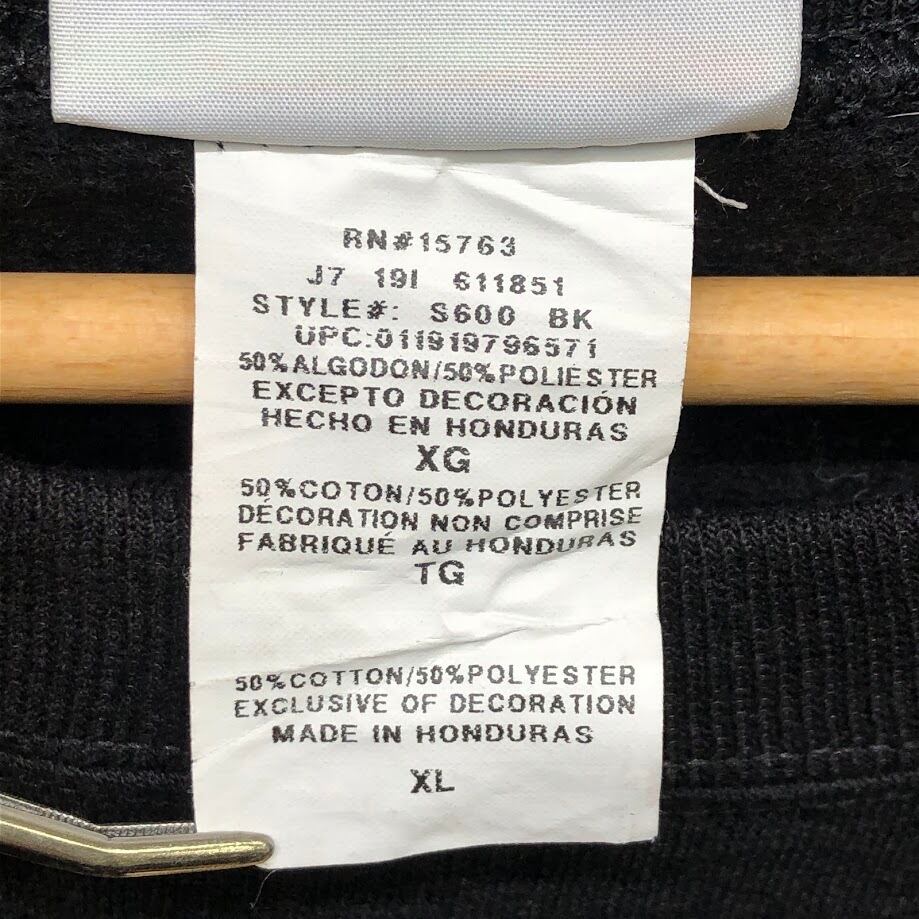 RN#15763
J7 19I 611851
STYLE#: S600 BK
UPC:011919796571
50%ALGODON/50%POLIÉSTER
EXCEPTO DECORACIÓN
HECHO EN HONDURAS
XG
50%COTON/50%POLYESTER
DÉCORATION NON COMPRISE
FABRIQUÉ AU HONDURAS
TG
50%COTTON/50%POLYESTER
EXCLUSIVE OF DECORATION
MADE IN HONDURAS
XL